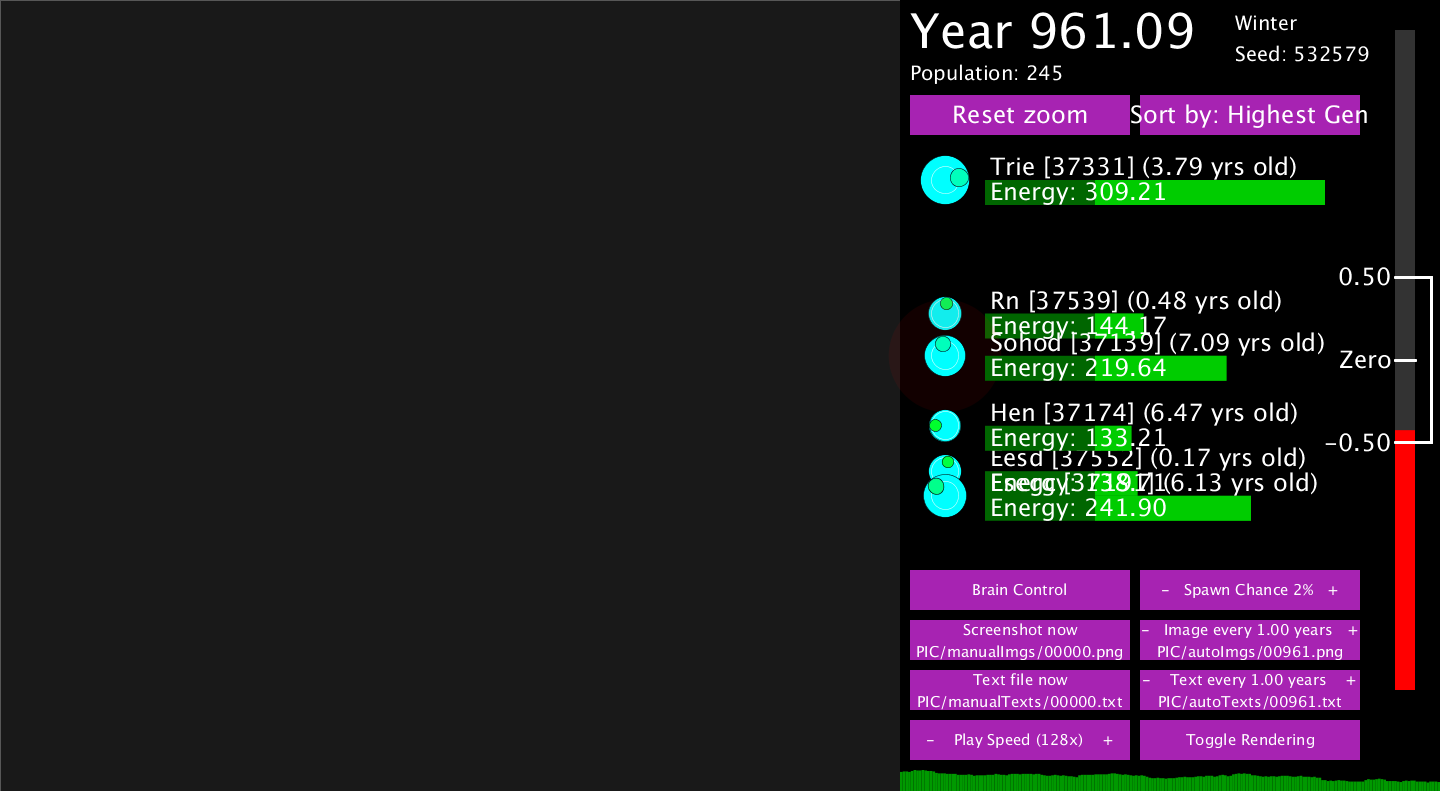 Year 961.09
Winter
Seed: 532579
Population: 245
Reset zoom
Sort by: Highest Gen
Trie [37331] (3.79 yrs old)
Energy: 309.21
0.50
Rn [37539] (0.48 yrs old)
Energy: 144.17
Sohod [37139] (7.09 yrs old)
Zero
Energy: 219.64
Hen [37174] (6.47 yrs old)
Energy: 133.21
-0.50
Eesd [37552] (0.17 yrs old)
(6.13 yrs old)
Energy: 241.90
Brain Control
- Spawn Chance 2% +
Screenshot now
PIC/manualImgs/00000.png
- Image every 1.00 years +
PIC/autoImgs/00961.png
Text file now
PIC/manualTexts/00000.txt
- Text every 1.00 years +
PIC/autoTexts/00961.txt
- Play Speed (128x) +
Toggle Rendering